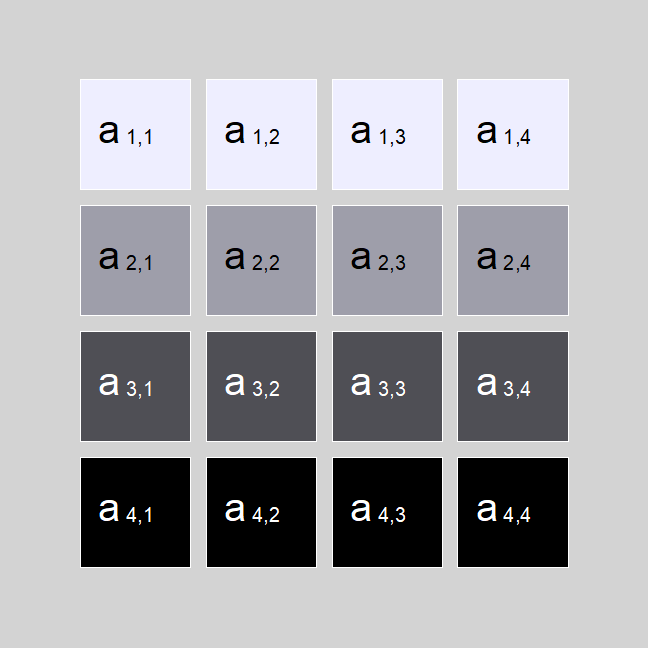 a 1,1 a 1,2 a 1,3 a 1,4
a 2,1 a 2,2 a 2,3 a 2,4
a 3,1 a 3,2 a 3,3 a 3,4
a 4,1 a 4,2 a 4,3 a 4,4